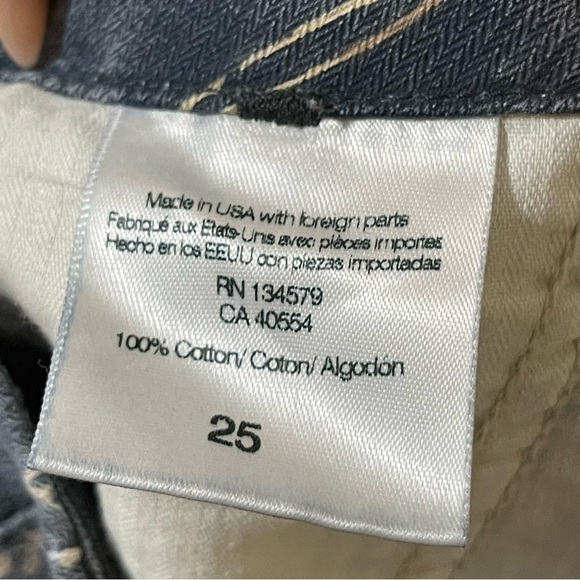 Made in USA with foreign parts
Fabriqué aux États-Unis avec pièces importes
Hecho en los EEUU con piezas importadas
RN 134579
CA 40554
100% Cotton/ Coton/ Algodón
25